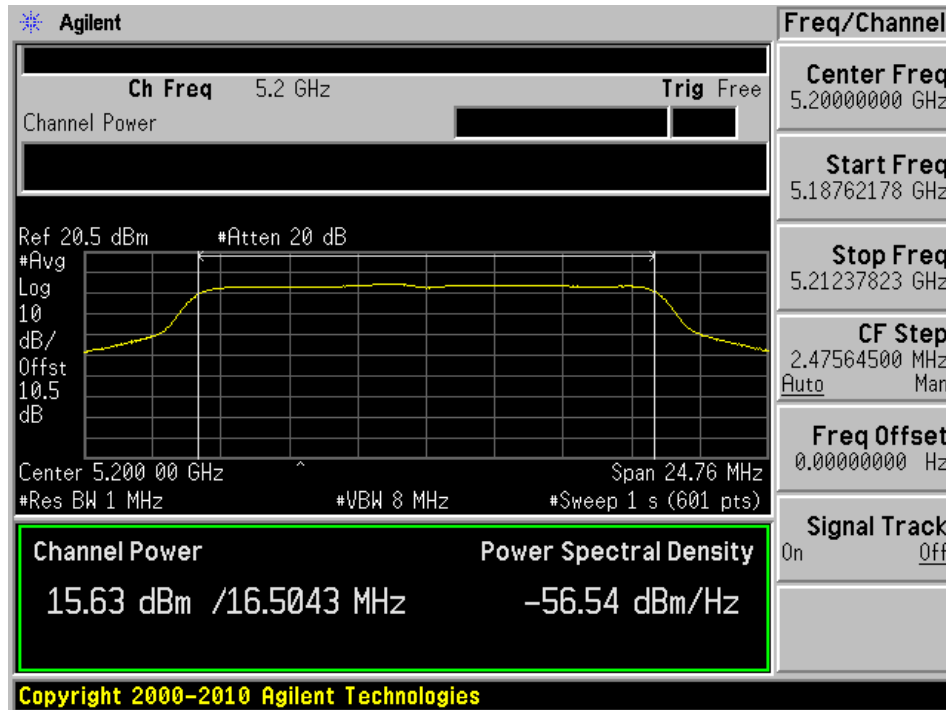 Agilent
Freq/Channel
Ch Freq 5.2 GHz Trig Free
Channel Power
Center Freq
5.20000000 GHz
Start Freq
5.18762178 GHz
Stop Freq
5.21237823 GHz
CF Step
2.47564500 MHz
Auto Man
Freq Offset
0.00000000 Hz
Signal Track
On Off
Ref 20.5 dBm #Atten 20 dB
#Avg
Log
10
dB/
Offst
10.5
dB
Center 5.200 00 GHz Span 24.76 MHz
#Res BW 1 MHz #VBW 8 MHz #Sweep 1 s (601 pts)
Channel Power Power Spectral Density
15.63 dBm /16.5043 MHz -56.54 dBm/Hz
Copyright 2000-2010 Agilent Technologies